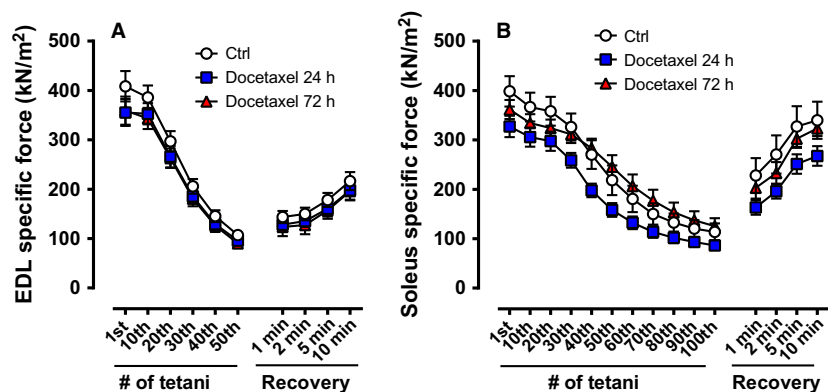 A
EDL specific force (kN/m²)
500
400
300
200
100
0
Ctrl
Docetaxel 24 h
Docetaxel 72 h
1st
10th
20th
30th
40th
50th
1 min
2 min
5 min
10 min
# of tetani
Recovery
B
Soleus specific force (kN/m²)
500
400
300
200
100
0
Ctrl
Docetaxel 24 h
Docetaxel 72 h
1st
10th
20th
30th
40th
50th
60th
70th
80th
90th
100th
1 min
2 min
5 min
10 min
# of tetani
Recovery